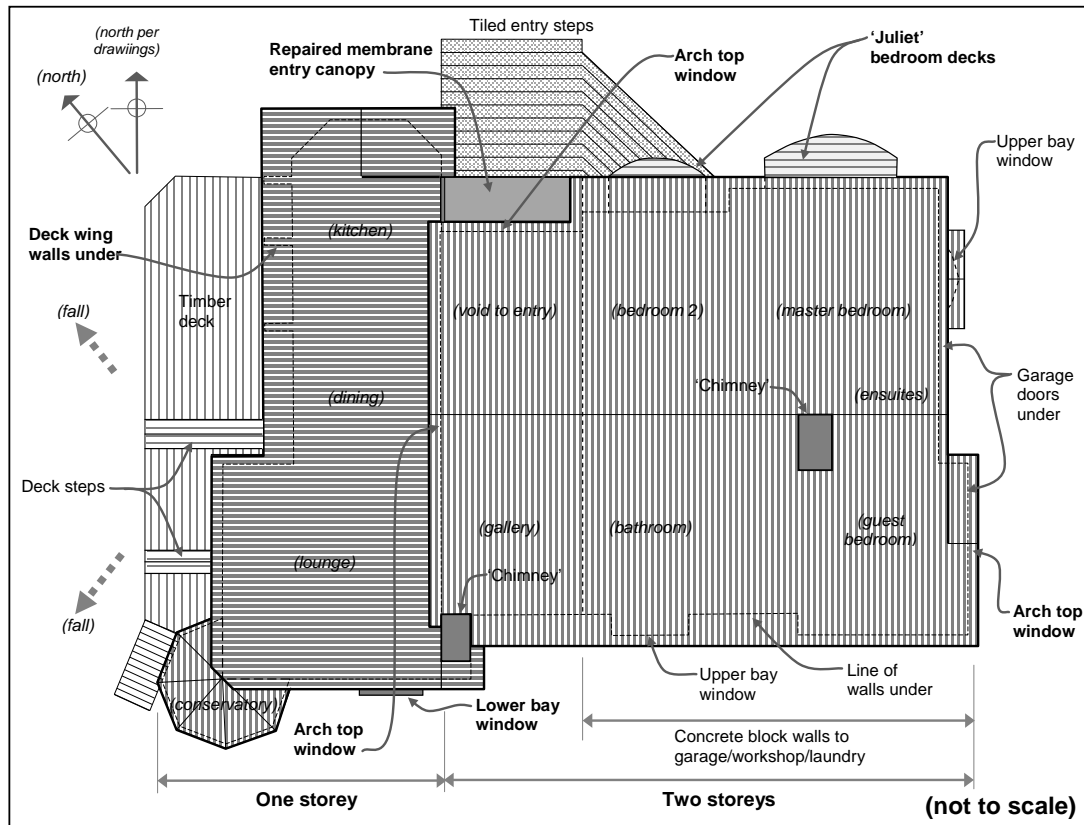 Tiled entry steps
(north per
drawiings)
(north)
Repaired membrane
entry canopy
Arch top
window
‘Juliet’
bedroom decks
Upper bay
window
(kitchen)
Deck wing
walls under
Timber
deck
(fall)
(void to entry)
(bedroom 2)
(master bedroom)
‘Chimney’
Garage
doors
under
(dining)
(ensuites)
Deck steps
(gallery)
(bathroom)
(guest
bedroom)
(lounge)
‘Chimney’
(fall)
Arch top
window
Upper bay
window
Line of
walls under
(conservatory)
Lower bay
window
Arch top
window
Concrete block walls to
garage/workshop/laundry
One storey
Two storeys
(not to scale)